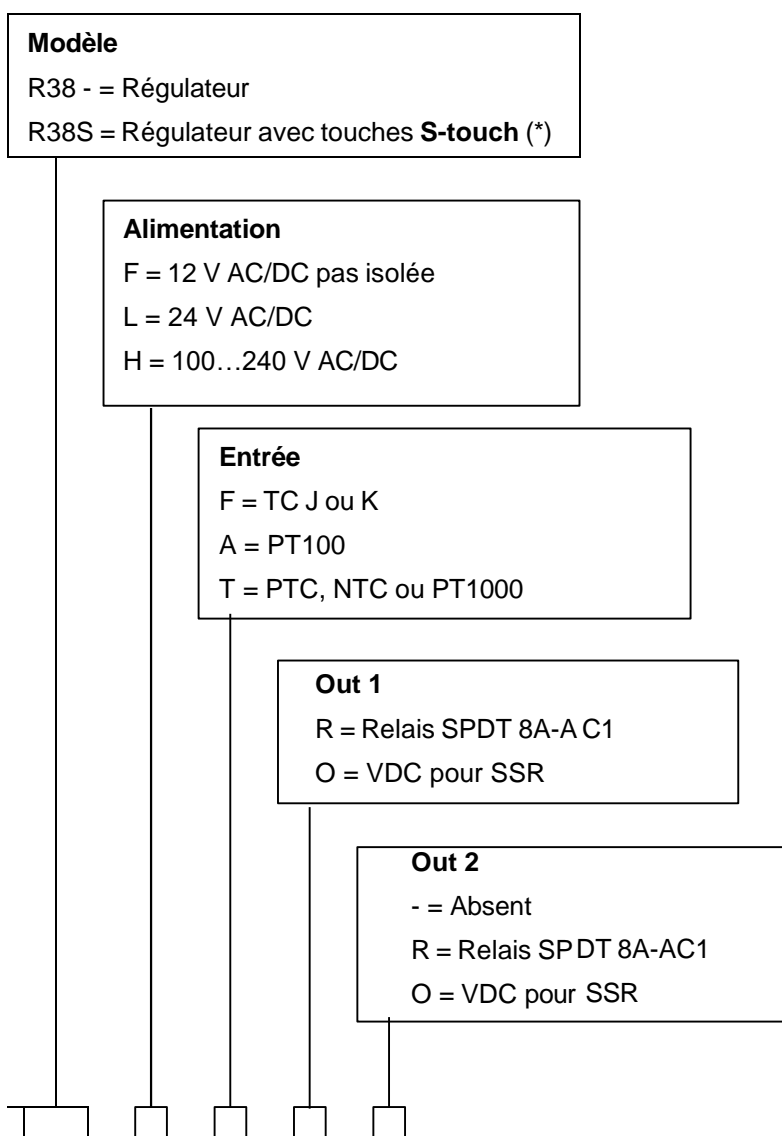 Modèle
R38 - = Régulateur
R38S = Régulateur avec touches S-touch (*)
Alimentation
F = 12 V AC/DC pas isolée
L = 24 V AC/DC
H = 100…240 V AC/DC
Entrée
F = TC J ou K
A = PT100
T = PTC, NTC ou PT1000
Out 1
R = Relais SPDT 8A-A C1
O = VDC pour SSR
Out 2
- = Absent
R = Relais SPDT 8A-AC1
O = VDC pour SSR